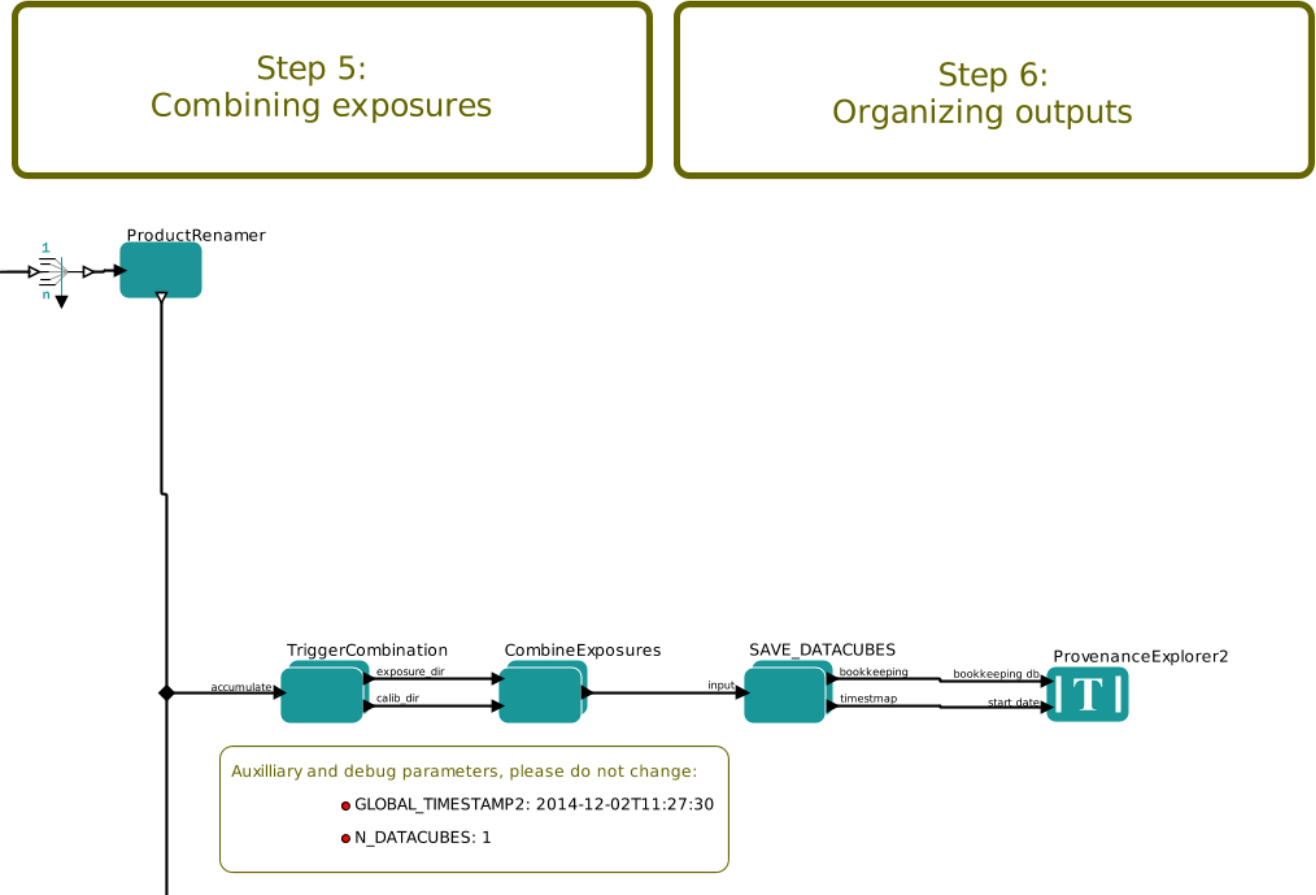 Step 5:
Combining exposures
Step 6:
Organizing outputs
ProductRenamer
1
n
TriggerCombination
CombineExposures
SAVE_DATACUBES
ProvenanceExplorer2
accumulate
exposure_dir
calib_dir
input
bookkeeping
timestmap
bookkeeping db
start date
T
Auxilliary and debug parameters, please do not change:
GLOBAL_TIMESTAMP2: 2014-12-02T11:27:30
N_DATACUBES: 1